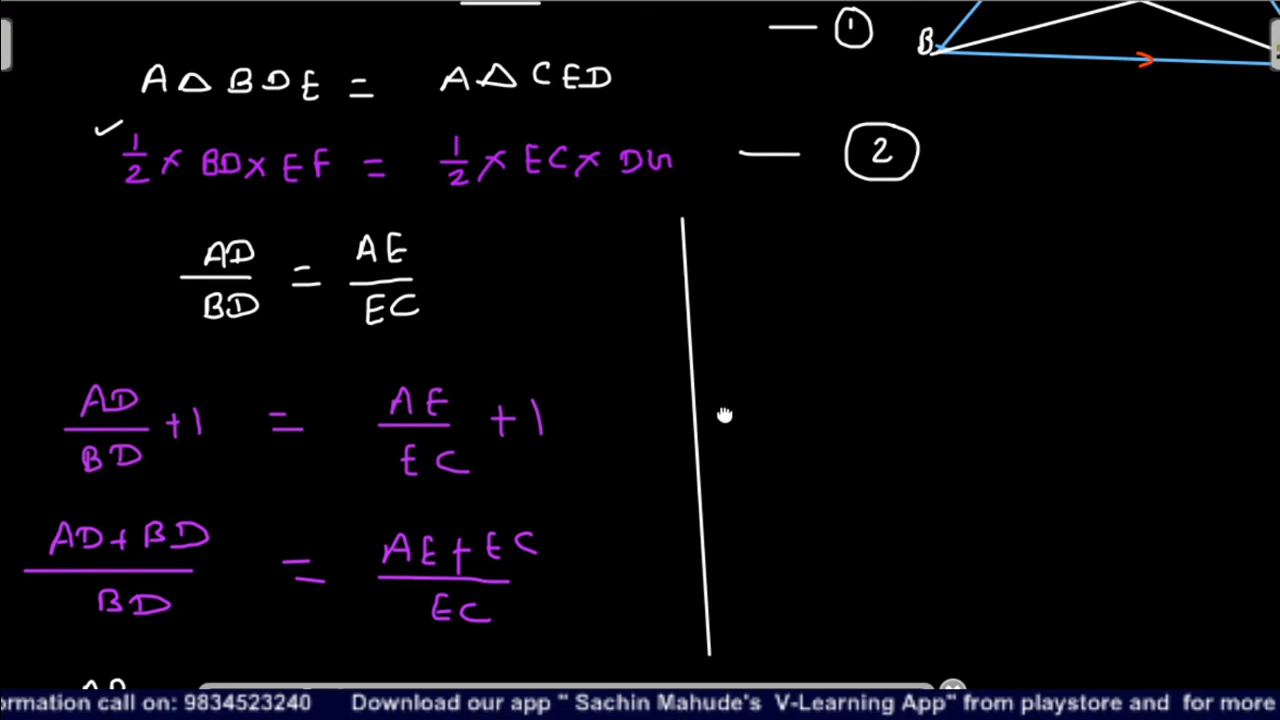 — 1
B
A△BDE = A△CED
✓ 1/2 × BD × EF = 1/2 × EC × DG — 2
AD/BD = AE/EC
AD/BD + 1 = AE/EC + 1
AD+BD/BD = AE+EC/EC
ormation call on: 9834523240 Download our app " Sachin Mahude's V-Learning App" from playstore and for more